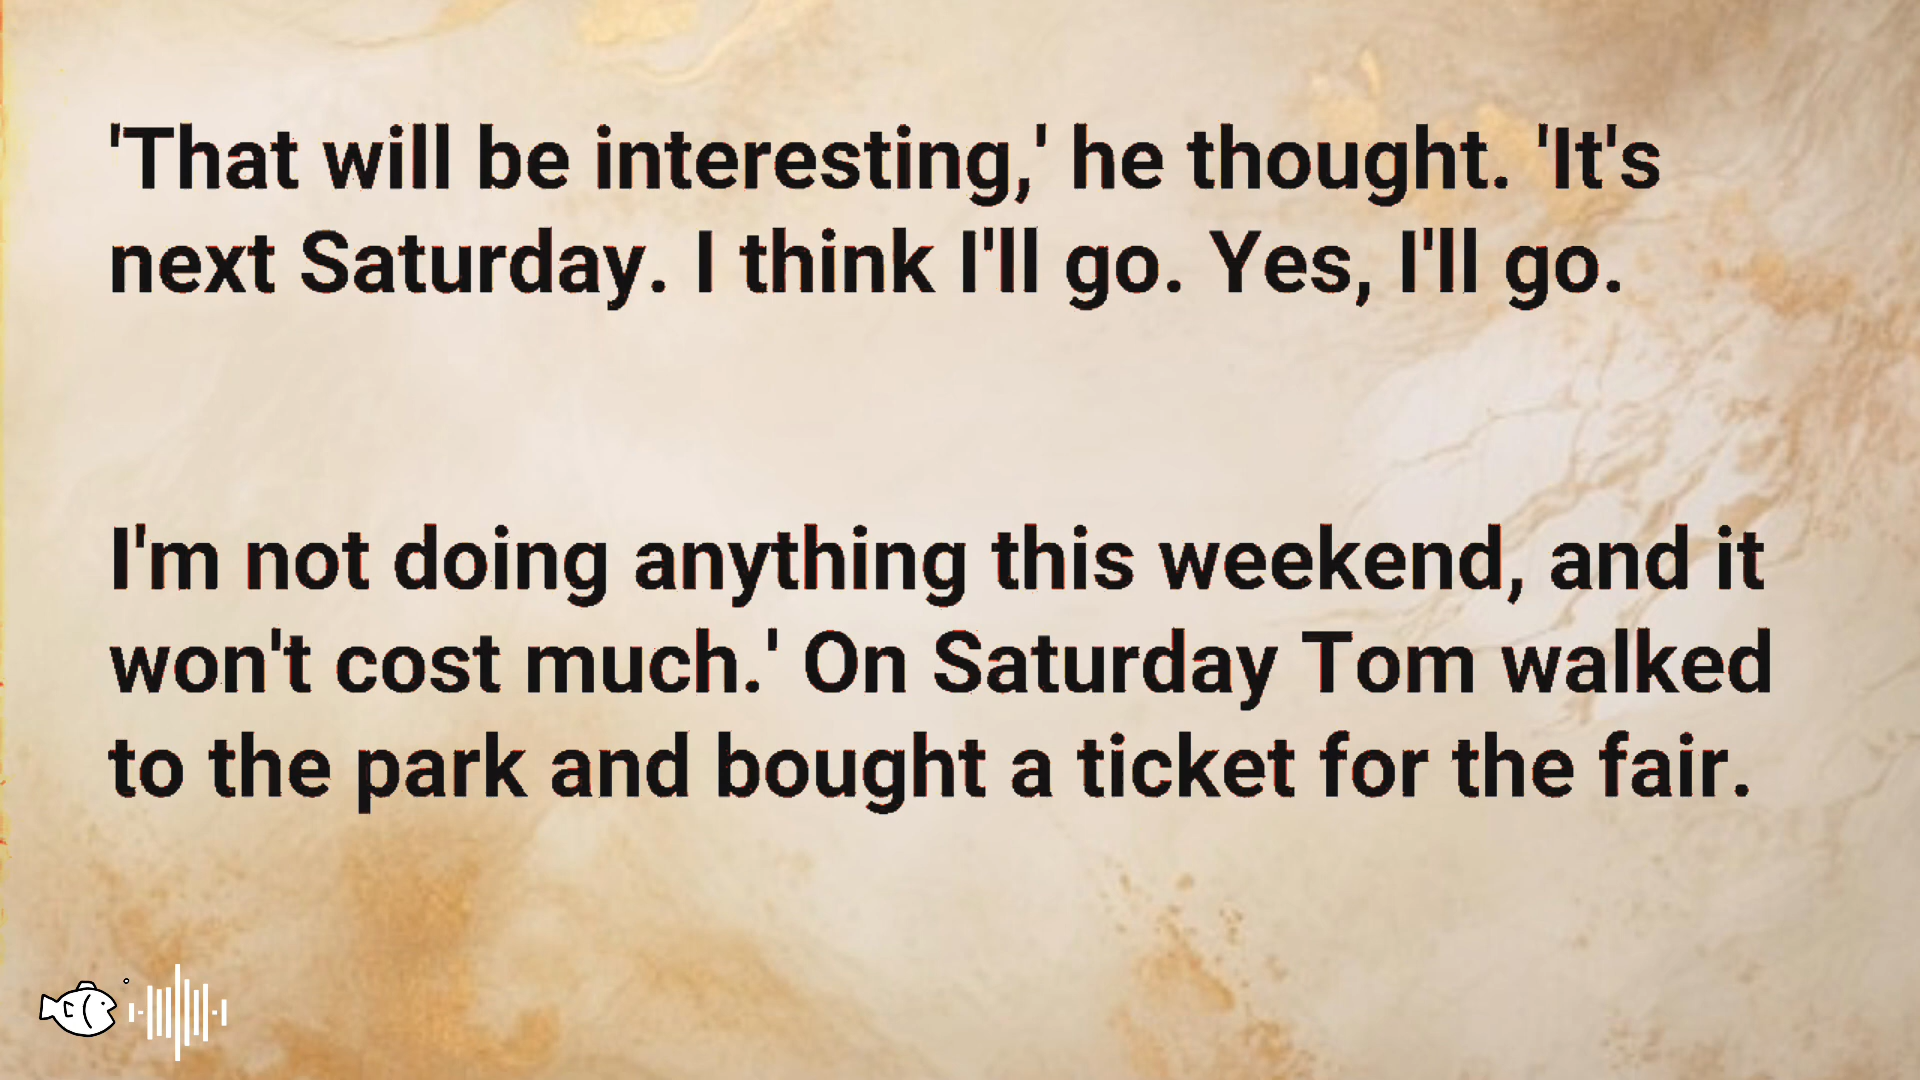 'That will be interesting,' he thought. 'It's
next Saturday. I think I'll go. Yes, I'll go.
I'm not doing anything this weekend, and it
won't cost much.' On Saturday Tom walked
to the park and bought a ticket for the fair.